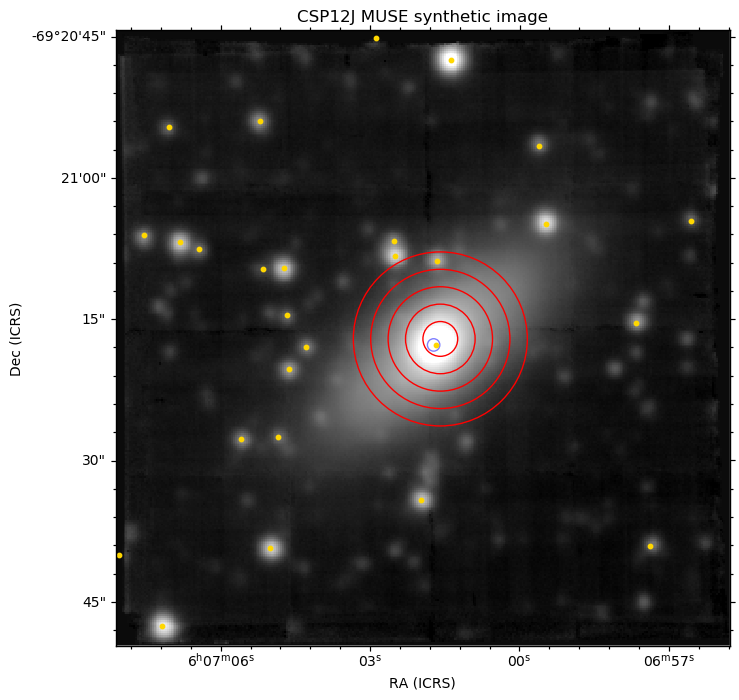 CSP12J MUSE synthetic image
-69°20'45"
21'00"
15"
30"
45"
Dec (ICRS)
6ʰ07ᵐ06ˢ
03ˢ
00ˢ
06ᵐ57ˢ
RA (ICRS)